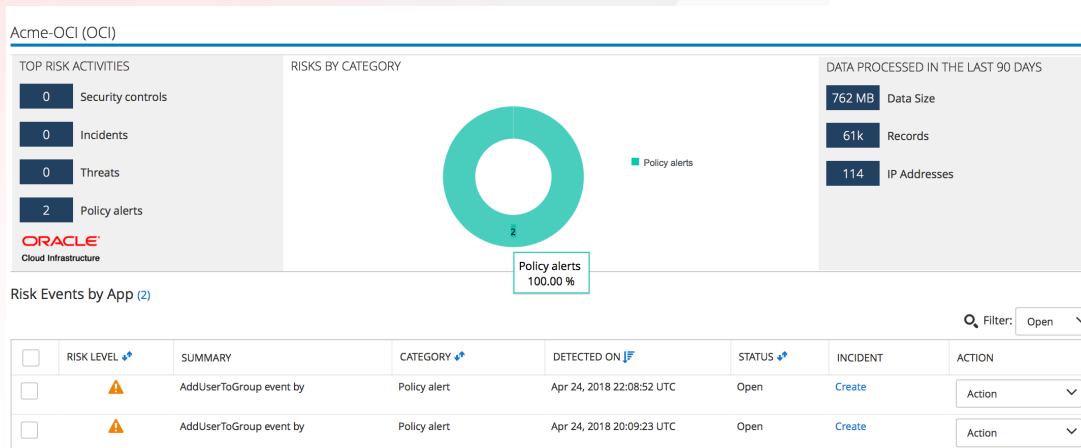 Acme-OCI (OCI)
TOP RISK ACTIVITIES
0 Security controls
0 Incidents
0 Threats
2 Policy alerts
ORACLE
Cloud Infrastructure
RISKS BY CATEGORY
2
Policy alerts
Policy alerts
100.00 %
DATA PROCESSED IN THE LAST 90 DAYS
762 MB Data Size
61k Records
114 IP Addresses
Risk Events by App (2)
Filter: Open
RISK LEVEL SUMMARY CATEGORY DETECTED ON STATUS INCIDENT ACTION
AddUserToGroup event by Policy alert Apr 24, 2018 22:08:52 UTC Open Create Action
AddUserToGroup event by Policy alert Apr 24, 2018 20:09:23 UTC Open Create Action